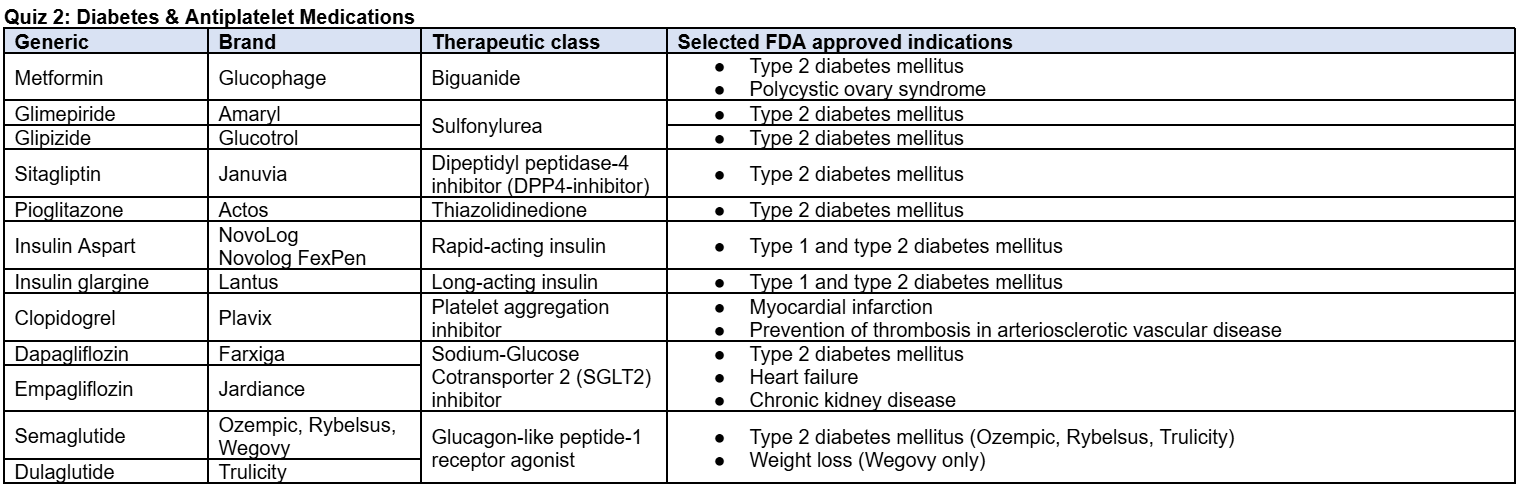 Quiz 2: Diabetes & Antiplatelet Medications
Generic Brand Therapeutic class Selected FDA approved indications
Metformin Glucophage Biguanide
● Type 2 diabetes mellitus
● Polycystic ovary syndrome
Glimepiride Amaryl Sulfonylurea
● Type 2 diabetes mellitus
Glipizide Glucotrol
● Type 2 diabetes mellitus
Sitagliptin Januvia
Dipeptidyl peptidase-4
inhibitor (DPP4-inhibitor)
● Type 2 diabetes mellitus
Pioglitazone Actos Thiazolidinedione
● Type 2 diabetes mellitus
Insulin Aspart
NovoLog
Novolog FexPen
Rapid-acting insulin
● Type 1 and type 2 diabetes mellitus
Insulin glargine Lantus Long-acting insulin
● Type 1 and type 2 diabetes mellitus
Clopidogrel Plavix
Platelet aggregation
inhibitor
● Myocardial infarction
● Prevention of thrombosis in arteriosclerotic vascular disease
Dapagliflozin Farxiga
Empagliflozin Jardiance
Sodium-Glucose
Cotransporter 2 (SGLT2)
inhibitor
● Type 2 diabetes mellitus
● Heart failure
● Chronic kidney disease
Semaglutide
Ozempic, Rybelsus,
Wegovy
Dulaglutide Trulicity
Glucagon-like peptide-1
receptor agonist
● Type 2 diabetes mellitus (Ozempic, Rybelsus, Trulicity)
● Weight loss (Wegovy only)